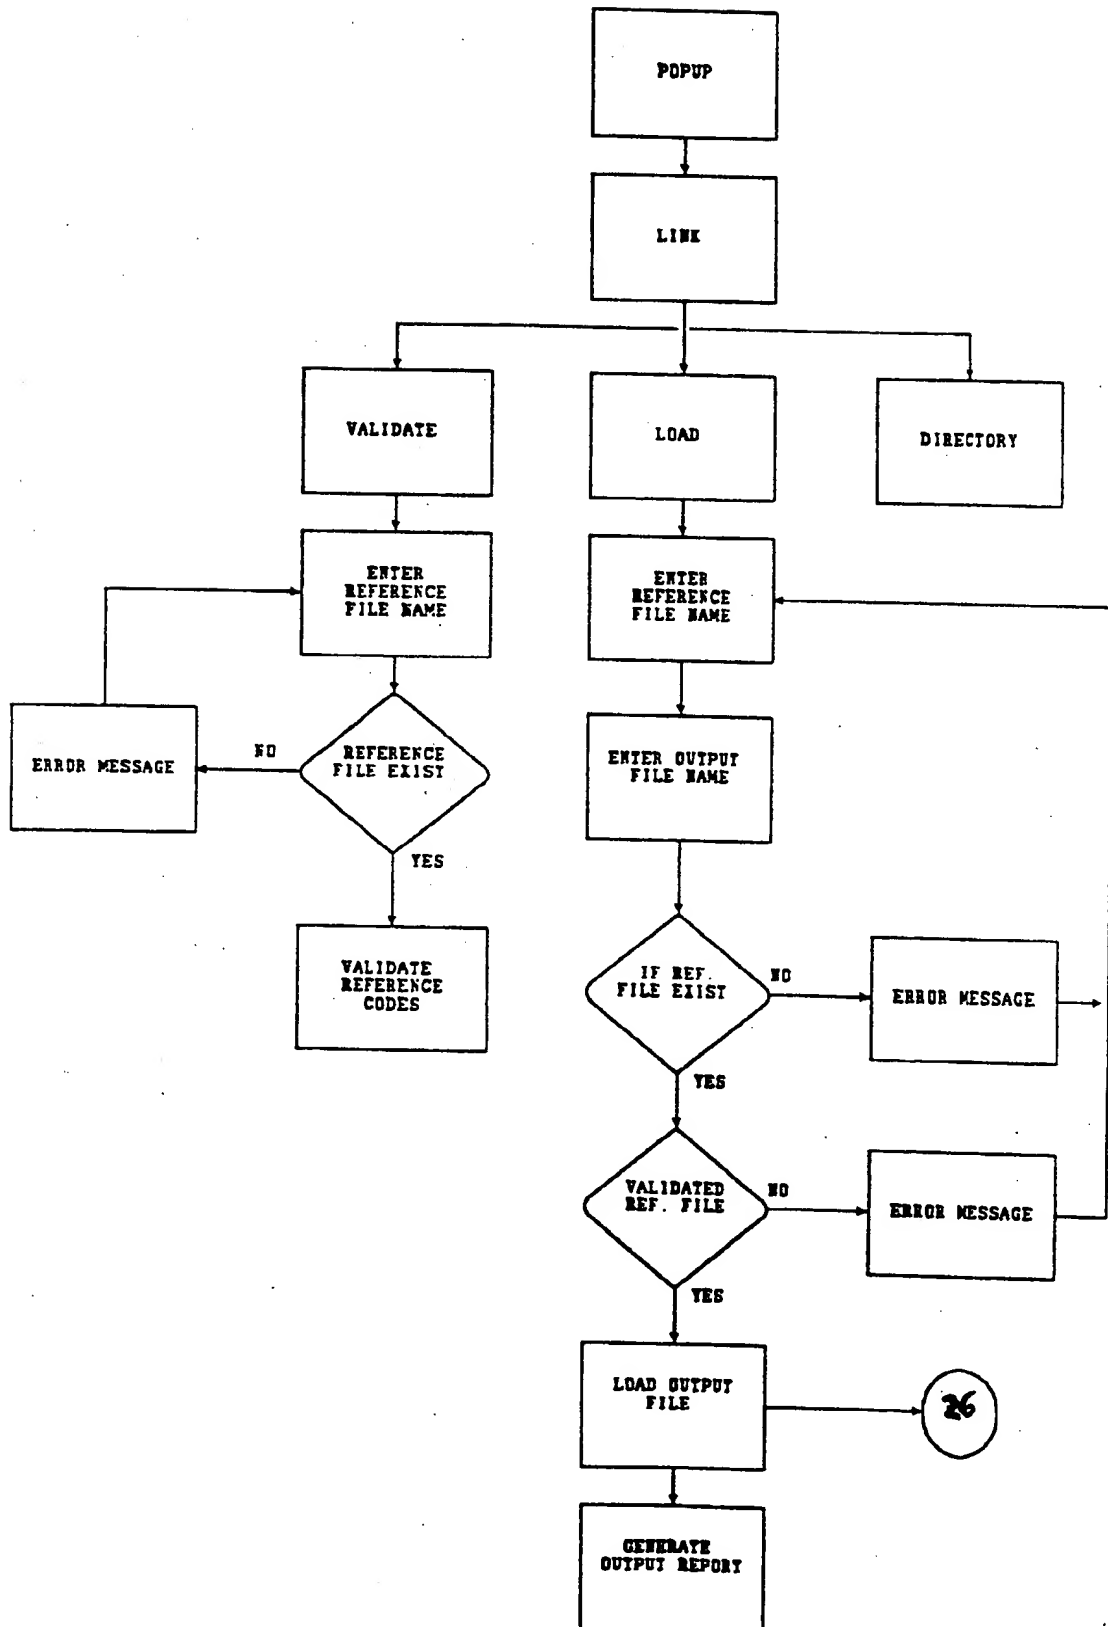 POPUP
LINK
VALIDATE
LOAD
DIRECTORY
ENTER
REFERENCE
FILE NAME
ENTER
REFERENCE
FILE NAME
ERROR MESSAGE
NO
REFERENCE
FILE EXIST
YES
ENTER OUTPUT
FILE NAME
VALIDATE
REFERENCE
CODES
IF REF.
FILE EXIST
NO
ERROR MESSAGE
YES
VALIDATED
REF. FILE
NO
ERROR MESSAGE
YES
LOAD OUTPUT
FILE
26
GENERATE
OUTPUT REPORT